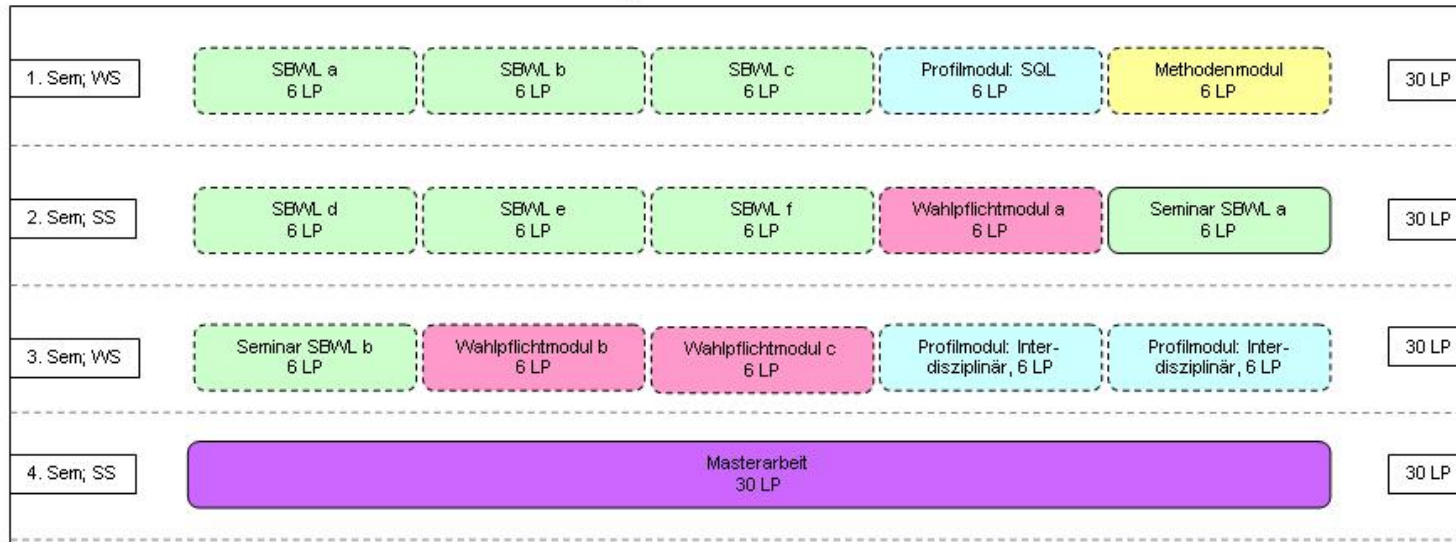 1. Sem; WS
SBWL a
6 LP
SBWL b
6 LP
SBWL c
6 LP
Profilmodul: SQL
6 LP
Methodenmodul
6 LP
30 LP
2. Sem; SS
SBWL d
6 LP
SBWL e
6 LP
SBWL f
6 LP
Wahlpflichtmodul a
6 LP
Seminar SBWL a
6 LP
30 LP
3. Sem; WS
Seminar SBWL b
6 LP
Wahlpflichtmodul b
6 LP
Wahlpflichtmodul c
6 LP
Profilmodul: Inter-
disziplinär, 6 LP
Profilmodul: Inter-
disziplinär, 6 LP
30 LP
4. Sem; SS
Masterarbeit
30 LP
30 LP